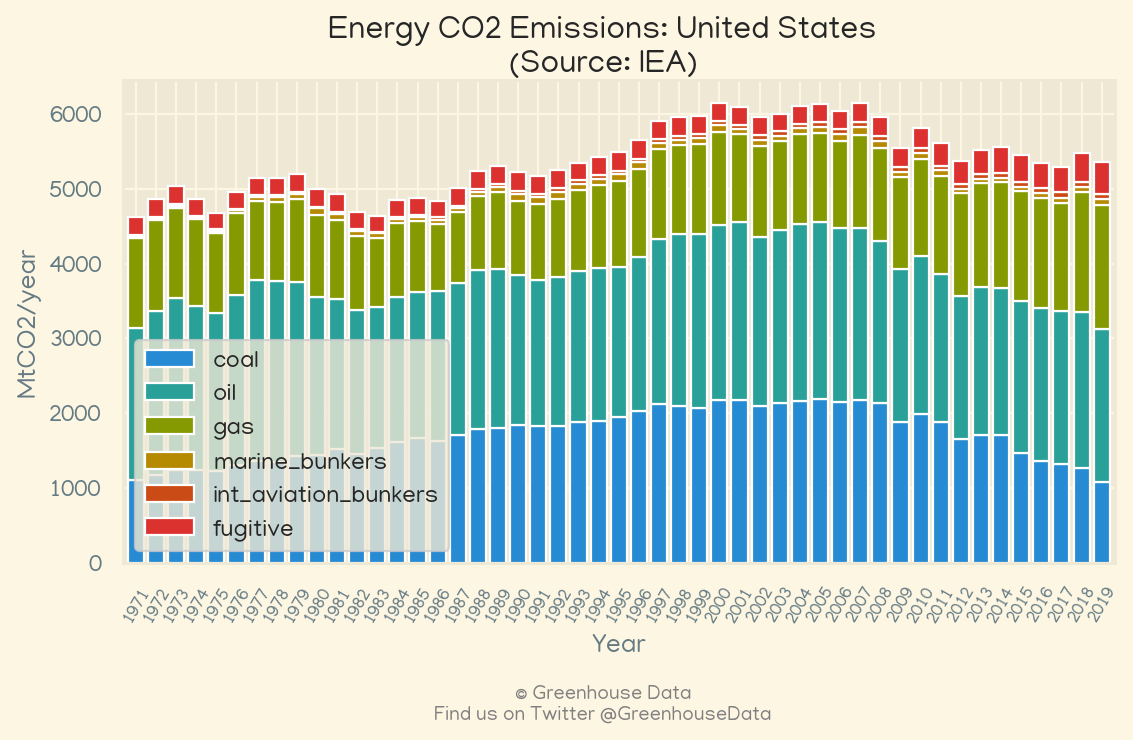 Energy CO2 Emissions: United States
(Source: IEA)
MtCO2/year
6000
5000
4000
3000
2000
1000
0
coal
oil
gas
marine_bunkers
int_aviation_bunkers
fugitive
1971 1972 1973 1974 1975 1976 1977 1978 1979 1980 1981 1982 1983 1984 1985 1986 1987 1988 1989 1990 1991 1992 1993 1994 1995 1996 1997 1998 1999 2000 2001 2002 2003 2004 2005 2006 2007 2008 2009 2010 2011 2012 2013 2014 2015 2016 2017 2018 2019
Year
© Greenhouse Data
Find us on Twitter @GreenhouseData